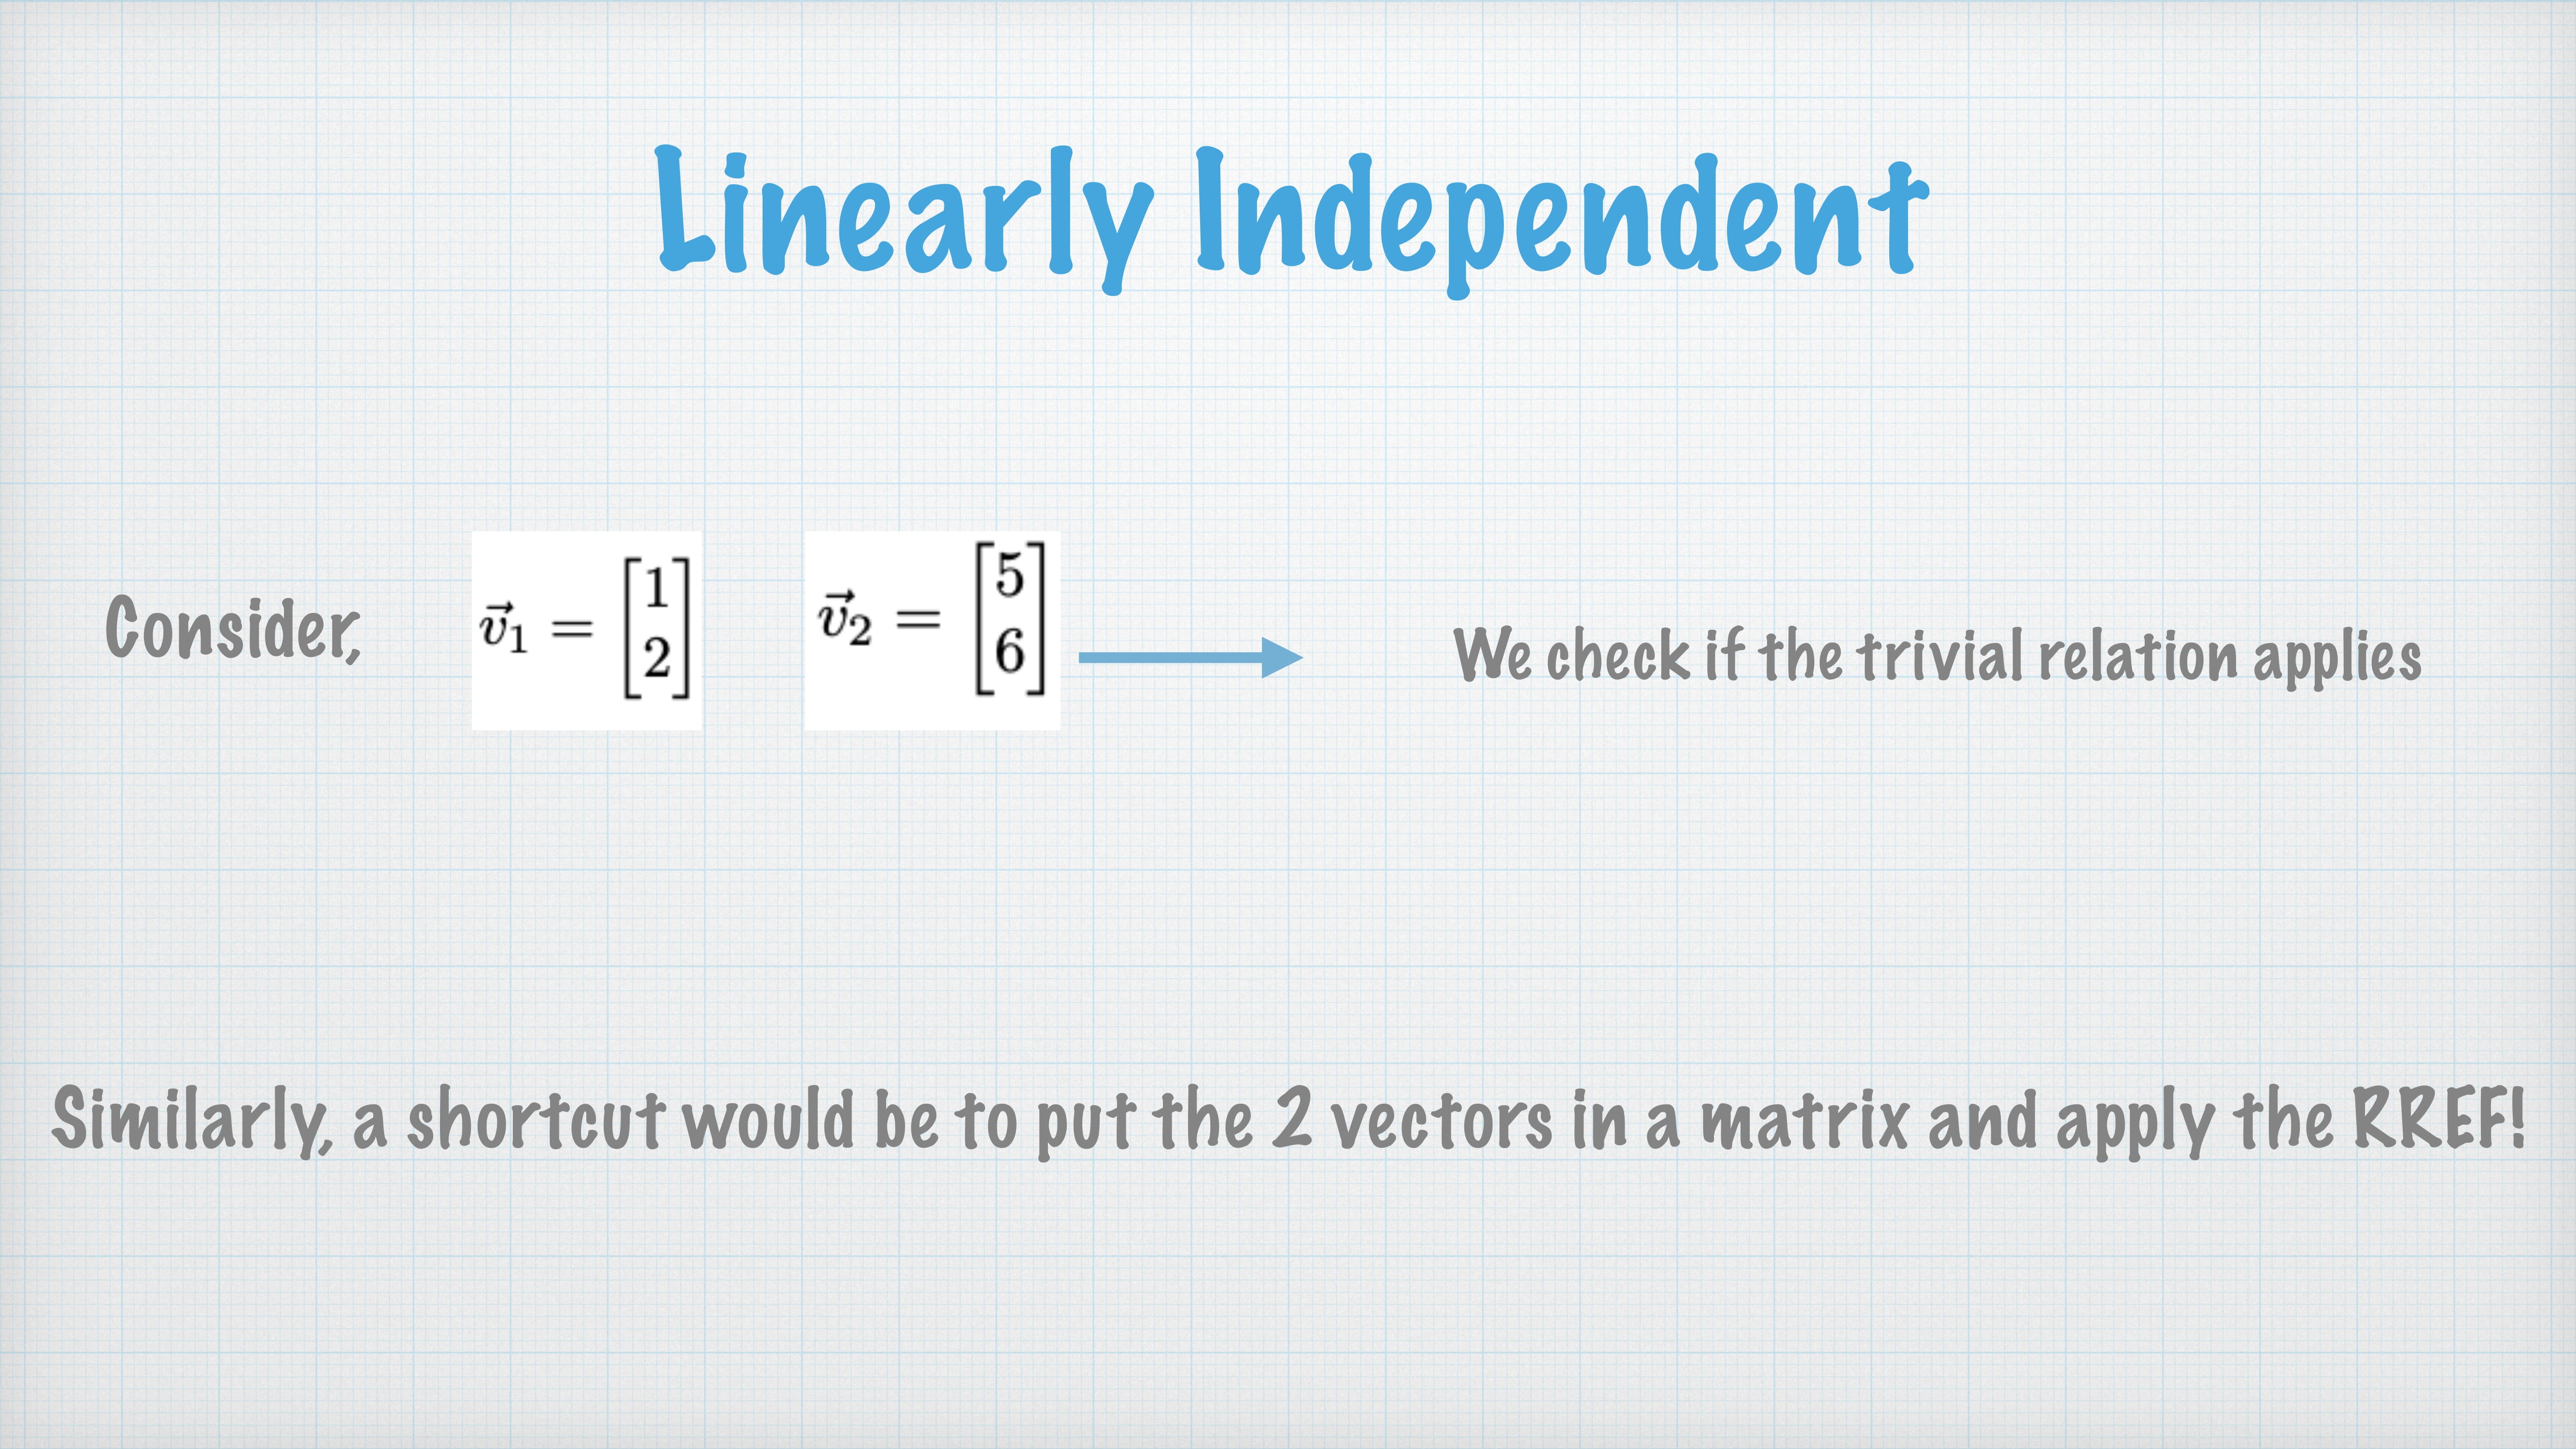 Linearly Independent
Consider,
$\vec{v}_1 = \begin{bmatrix} 1 \\ 2 \end{bmatrix}$
$\vec{v}_2 = \begin{bmatrix} 5 \\ 6 \end{bmatrix}$
We check if the trivial relation applies
Similarly, a shortcut would be to put the 2 vectors in a matrix and apply the RREF!